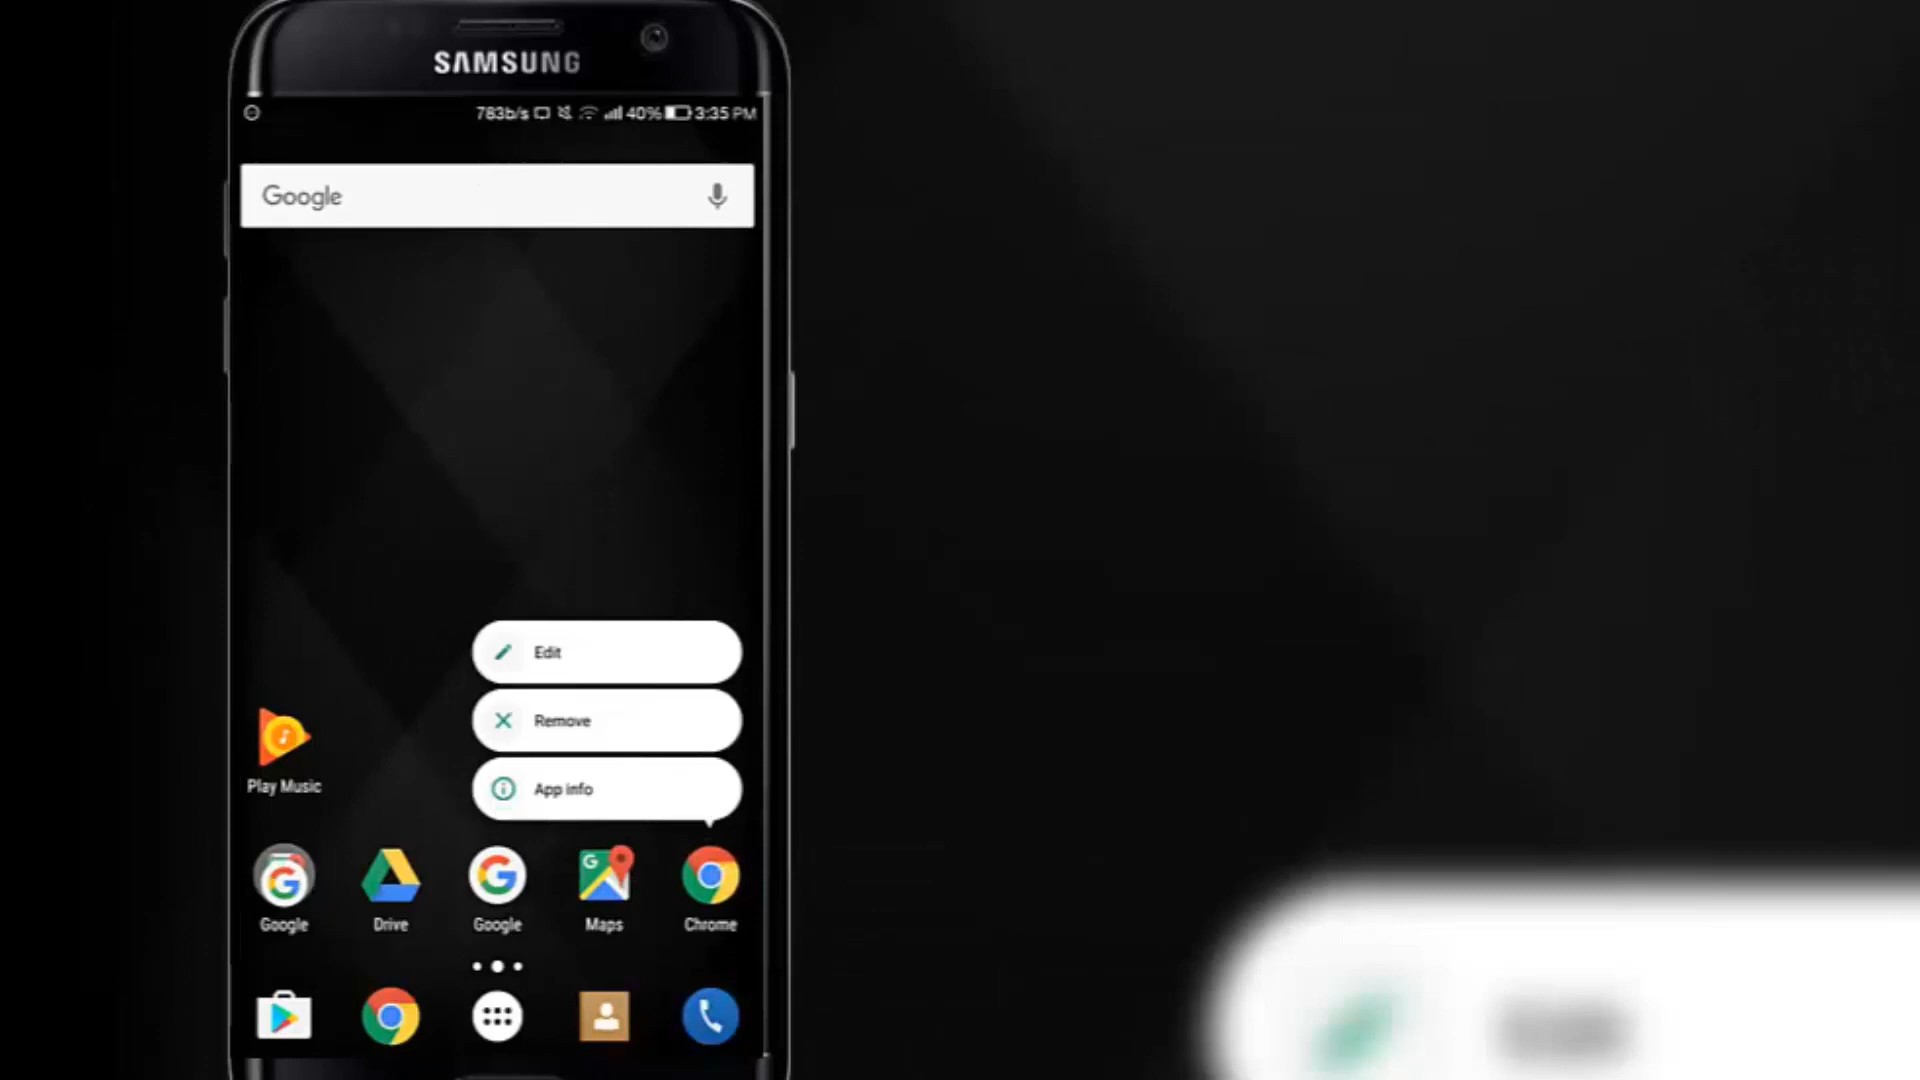 SAMSUNG
783b/s 40% 3:35 PM
Google
Edit
Remove
App info
Play Music
Google Drive Google Maps Chrome